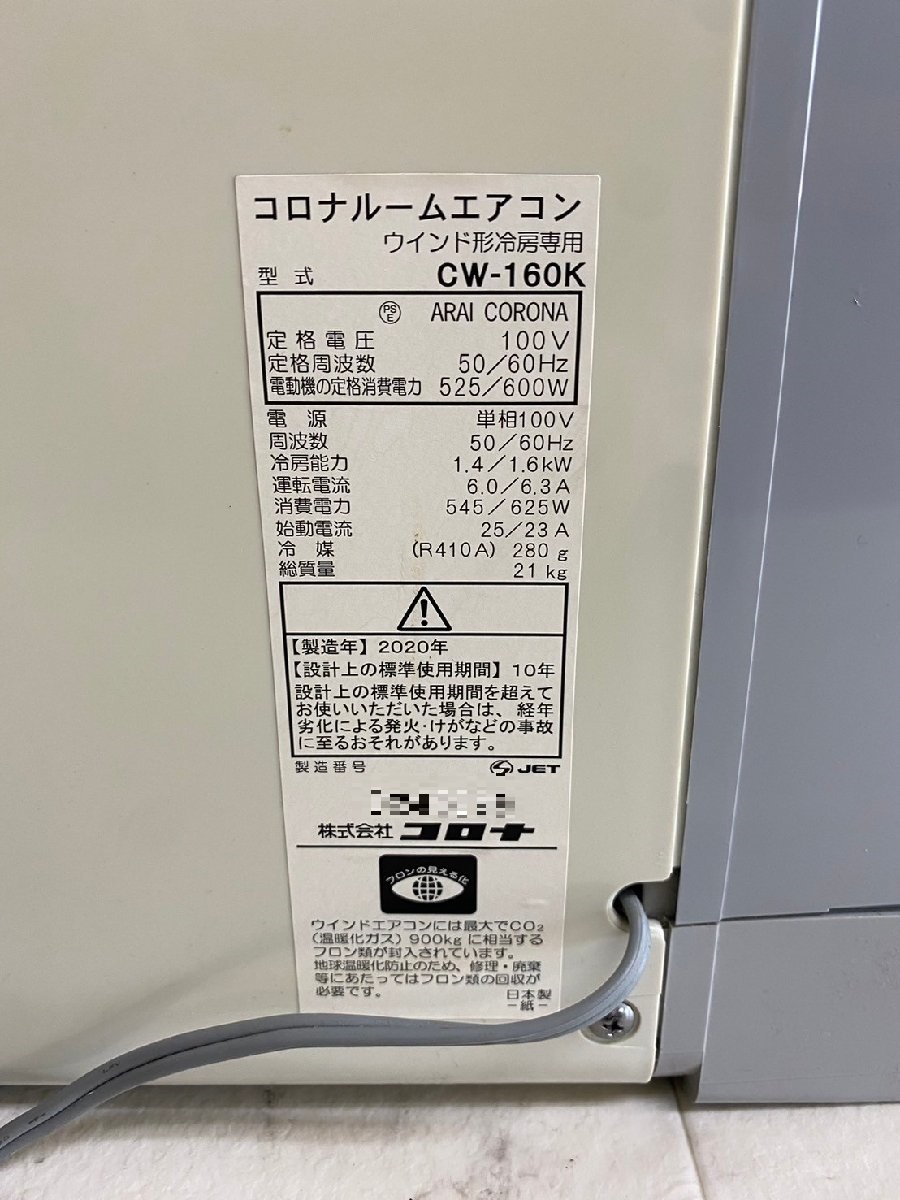 コロナルームエアコン
ウインド形冷房専用
型式 CW-160K
PSE ARAI CORONA
定格電圧 100V
定格周波数 50/60Hz
電動機の定格消費電力 525/600W
電源 単相100V
周波数 50/60Hz
冷房能力 1.4/1.6kW
運転電流 6.0/6.3A
消費電力 545/625W
始動電流 25/23A
冷媒 (R410A) 280g
総質量 21kg
【製造年】2020年
【設計上の標準使用期間】10年
設計上の標準使用期間を超えて
お使いいただいた場合は、経年
劣化による発火・けがなどの事故
に至るおそれがあります。
製造番号 JET
株式会社 コロナ
フロンの見える化
ウインドエアコンには最大でCO₂
(温暖化ガス)900kgに相当する
フロン類が封入されています。
地球温暖化防止のため、修理・廃棄
等にあたってはフロン類の回収が
必要です。 日本製
-紙-